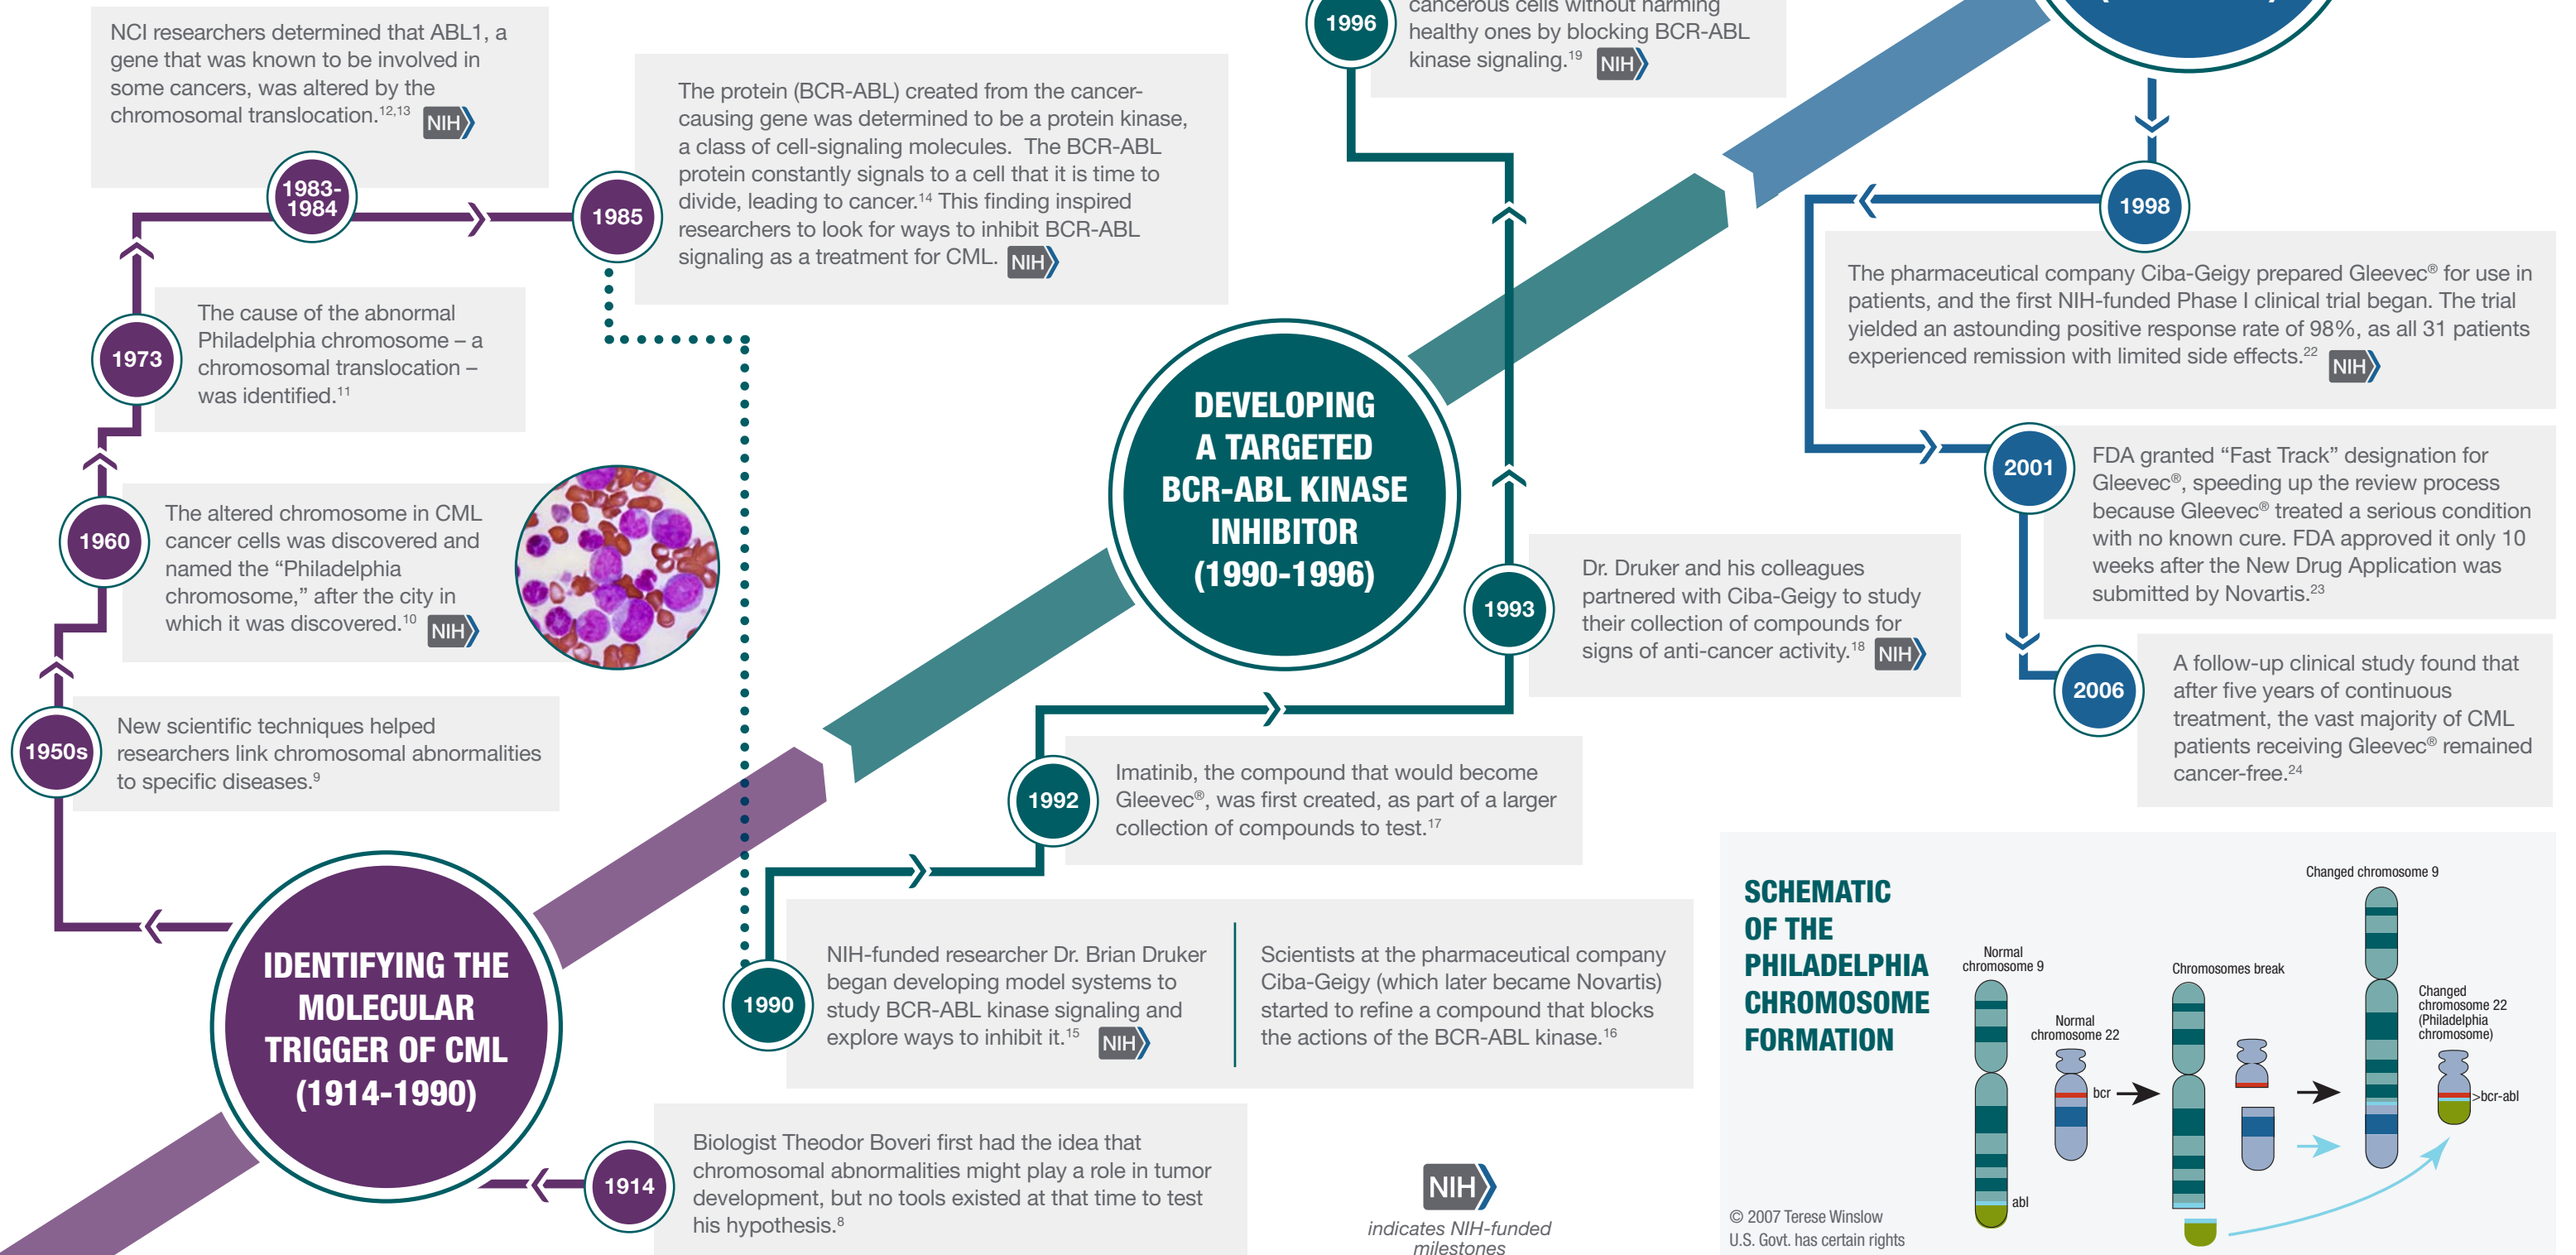 NCI researchers determined that ABL1, a
gene that was known to be involved in
some cancers, was altered by the
chromosomal translocation.12,13
NIH
1983-
1984
1985
The protein (BCR-ABL) created from the cancer-
causing gene was determined to be a protein kinase,
a class of cell-signaling molecules. The BCR-ABL
protein constantly signals to a cell that it is time to
divide, leading to cancer.14 This finding inspired
researchers to look for ways to inhibit BCR-ABL
signaling as a treatment for CML.
NIH
1973
The cause of the abnormal
Philadelphia chromosome – a
chromosomal translocation –
was identified.11
1960
The altered chromosome in CML
cancer cells was discovered and
named the “Philadelphia
chromosome,” after the city in
which it was discovered.10
NIH
1950s
New scientific techniques helped
researchers link chromosomal abnormalities
to specific diseases.9
IDENTIFYING THE
MOLECULAR
TRIGGER OF CML
(1914-1990)
1914
Biologist Theodor Boveri first had the idea that
chromosomal abnormalities might play a role in tumor
development, but no tools existed at that time to test
his hypothesis.8
1996
cancerous cells without harming
healthy ones by blocking BCR-ABL
kinase signaling.19
NIH
DEVELOPING
A TARGETED
BCR-ABL KINASE
INHIBITOR
(1990-1996)
1993
Dr. Druker and his colleagues
partnered with Ciba-Geigy to study
their collection of compounds for
signs of anti-cancer activity.18
NIH
1992
Imatinib, the compound that would become
Gleevec®, was first created, as part of a larger
collection of compounds to test.17
1990
NIH-funded researcher Dr. Brian Druker
began developing model systems to
study BCR-ABL kinase signaling and
explore ways to inhibit it.15
NIH
Scientists at the pharmaceutical company
Ciba-Geigy (which later became Novartis)
started to refine a compound that blocks
the actions of the BCR-ABL kinase.16
NIH
indicates NIH-funded
milestones
1998
The pharmaceutical company Ciba-Geigy prepared Gleevec® for use in
patients, and the first NIH-funded Phase I clinical trial began. The trial
yielded an astounding positive response rate of 98%, as all 31 patients
experienced remission with limited side effects.22
NIH
2001
FDA granted “Fast Track” designation for
Gleevec®, speeding up the review process
because Gleevec® treated a serious condition
with no known cure. FDA approved it only 10
weeks after the New Drug Application was
submitted by Novartis.23
2006
A follow-up clinical study found that
after five years of continuous
treatment, the vast majority of CML
patients receiving Gleevec® remained
cancer-free.24
SCHEMATIC
OF THE
PHILADELPHIA
CHROMOSOME
FORMATION
Normal
chromosome 9
abl
Normal
chromosome 22
bcr
Chromosomes break
Changed chromosome 9
Changed
chromosome 22
(Philadelphia
chromosome)
>bcr-abl
© 2007 Terese Winslow
U.S. Govt. has certain rights